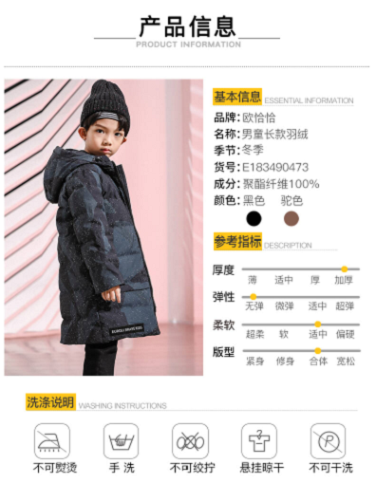 产品信息
PRODUCT INFORMATION
基本信息 ESSENTIAL INFORMATION
品牌：欧恰恰
名称：男童长款羽绒
季节：冬季
货号：E183490473
成分：聚酯纤维100%
颜色：黑色 驼色
参考指标 DESCRIPTION
厚度
薄 适中 厚 加厚
弹性
无弹 微弹 适中 超弹
柔软
超柔 软 适中 偏硬
版型
紧身 修身 合体 宽松
洗涤说明 WASHING INSTRUCTIONS
P
不可熨烫 手 洗 不可绞拧 悬挂晾干 不可干洗